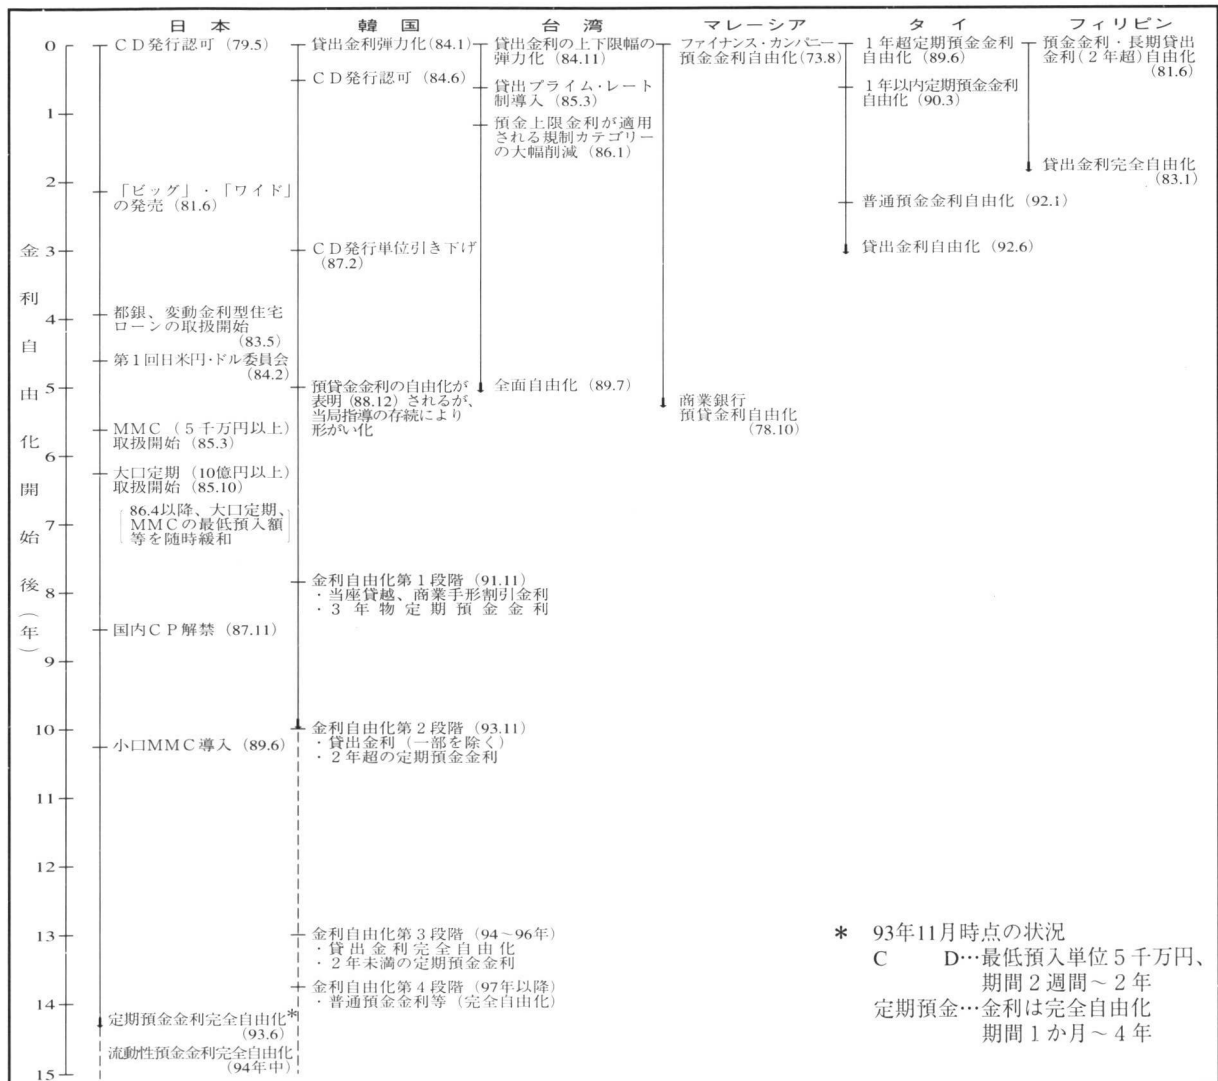 日本
韓国
台湾
マレーシア
タイ
フィリピン
金利自由化開始後(年)
0
1
2
3
4
5
6
7
8
9
10
11
12
13
14
15
CD発行認可(79.5)
「ビッグ」・「ワイド」
の発売(81.6)
都銀、変動金利型住宅
ローンの取扱開始
(83.5)
第1回日米円・ドル委員会
(84.2)
MMC(5千万円以上)
取扱開始(85.3)
大口定期(10億円以上)
取扱開始(85.10)
86.4以降、大口定期、
MMCの最低預入額
等を随時緩和
国内CP解禁(87.11)
小口MMC導入(89.6)
定期預金金利完全自由化*
(93.6)
流動性預金金利完全自由化
(94年中)
貸出金利弾力化(84.1)
CD発行認可(84.6)
CD発行単位引き下げ
(87.2)
預貸金金利の自由化が
表明(88.12)されるが、
当局指導の存続により
形がい化
金利自由化第1段階(91.11)
・当座貸越、商業手形割引金利
・3年物定期預金金利
金利自由化第2段階(93.11)
・貸出金利(一部を除く)
・2年超の定期預金金利
金利自由化第3段階(94~96年)
・貸出金利完全自由化
・2年未満の定期預金金利
金利自由化第4段階(97年以降)
・普通預金金利等(完全自由化)
貸出金利の上下限幅の
弾力化(84.11)
貸出プライム・レート
制導入(85.3)
預金上限金利が適用
される規制カテゴリー
の大幅削減(86.1)
全面自由化(89.7)
ファイナンス・カンパニー
預金金利自由化(73.8)
商業銀行
預貸金利自由化
(78.10)
1年超定期預金金利
自由化(89.6)
1年以内定期預金金利
自由化(90.3)
普通預金金利自由化(92.1)
貸出金利自由化(92.6)
預金金利・長期貸出
金利(2年超)自由化
(81.6)
貸出金利完全自由化
(83.1)
* 93年11月時点の状況
C D…最低預入単位5千万円、
期間2週間~2年
定期預金…金利は完全自由化
期間1か月~4年